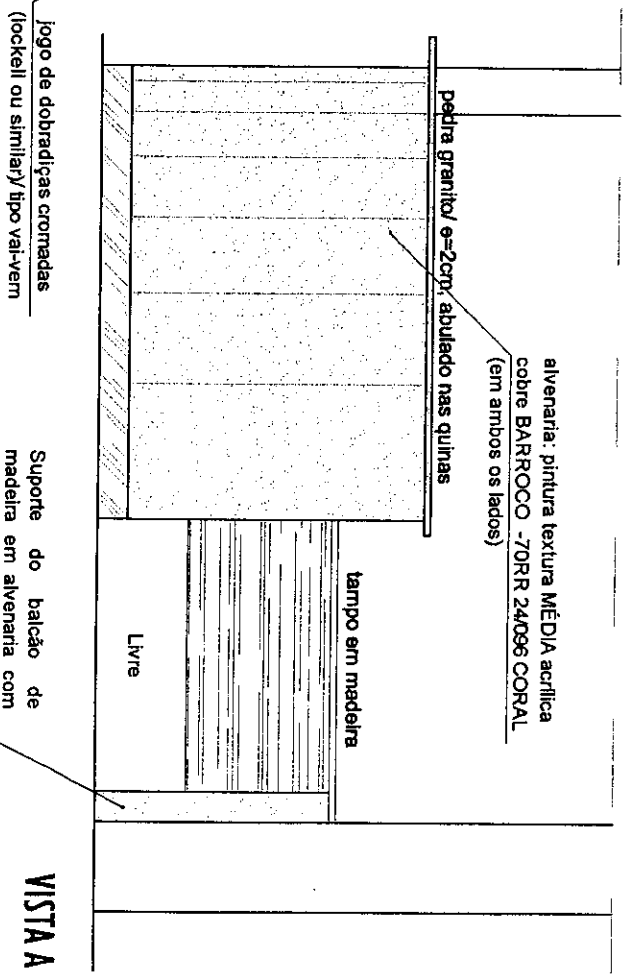 alvenaria: pintura textura MÉDIA acrílica
cobre BARROCO -70RR 24/096 CORAL
(em ambos os lados)
pedra granito/ e=2cm, abulado nas quinas
tampo em madeira
Livre
jogo de dobradiças cromadas
(lockell ou similar)/ tipo vai-vem
Suporte do balcão de
madeira em alvenaria com
VISTA A